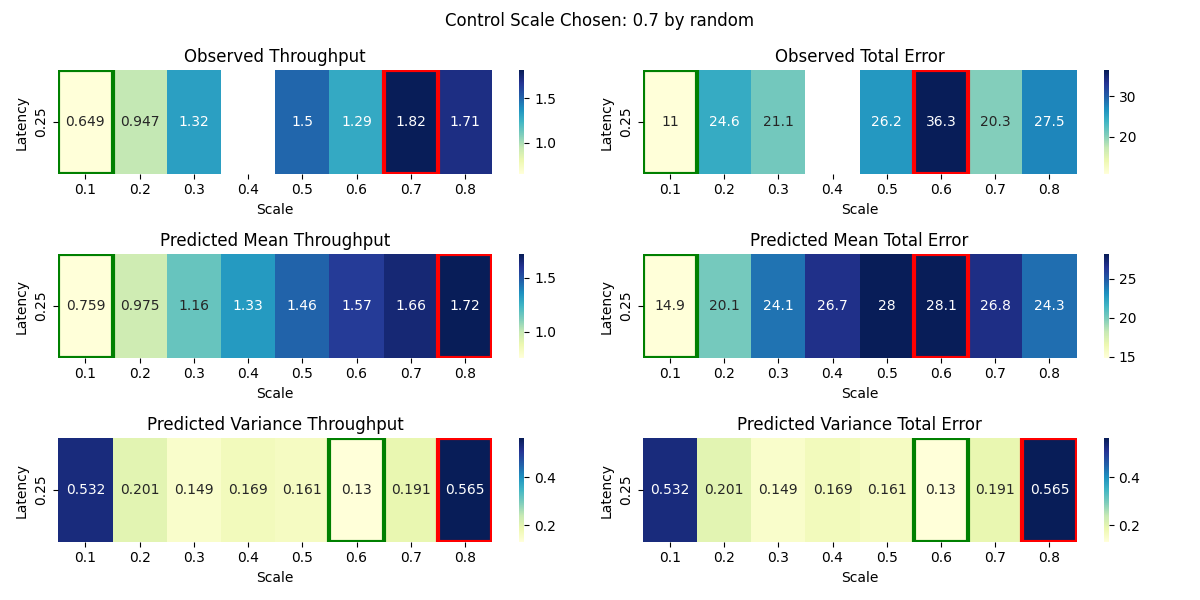 Control Scale Chosen: 0.7 by random
Observed Throughput
Latency
0.25
0.649 0.947 1.32 1.5 1.29 1.82 1.71
0.1 0.2 0.3 0.4 0.5 0.6 0.7 0.8
Scale
1.5
1.0
Observed Total Error
Latency
0.25
11 24.6 21.1 26.2 36.3 20.3 27.5
0.1 0.2 0.3 0.4 0.5 0.6 0.7 0.8
Scale
30
20
Predicted Mean Throughput
Latency
0.25
0.759 0.975 1.16 1.33 1.46 1.57 1.66 1.72
0.1 0.2 0.3 0.4 0.5 0.6 0.7 0.8
Scale
1.5
1.0
Predicted Mean Total Error
Latency
0.25
14.9 20.1 24.1 26.7 28 28.1 26.8 24.3
0.1 0.2 0.3 0.4 0.5 0.6 0.7 0.8
Scale
25
20
15
Predicted Variance Throughput
Latency
0.25
0.532 0.201 0.149 0.169 0.161 0.13 0.191 0.565
0.1 0.2 0.3 0.4 0.5 0.6 0.7 0.8
Scale
0.4
0.2
Predicted Variance Total Error
Latency
0.25
0.532 0.201 0.149 0.169 0.161 0.13 0.191 0.565
0.1 0.2 0.3 0.4 0.5 0.6 0.7 0.8
Scale
0.4
0.2